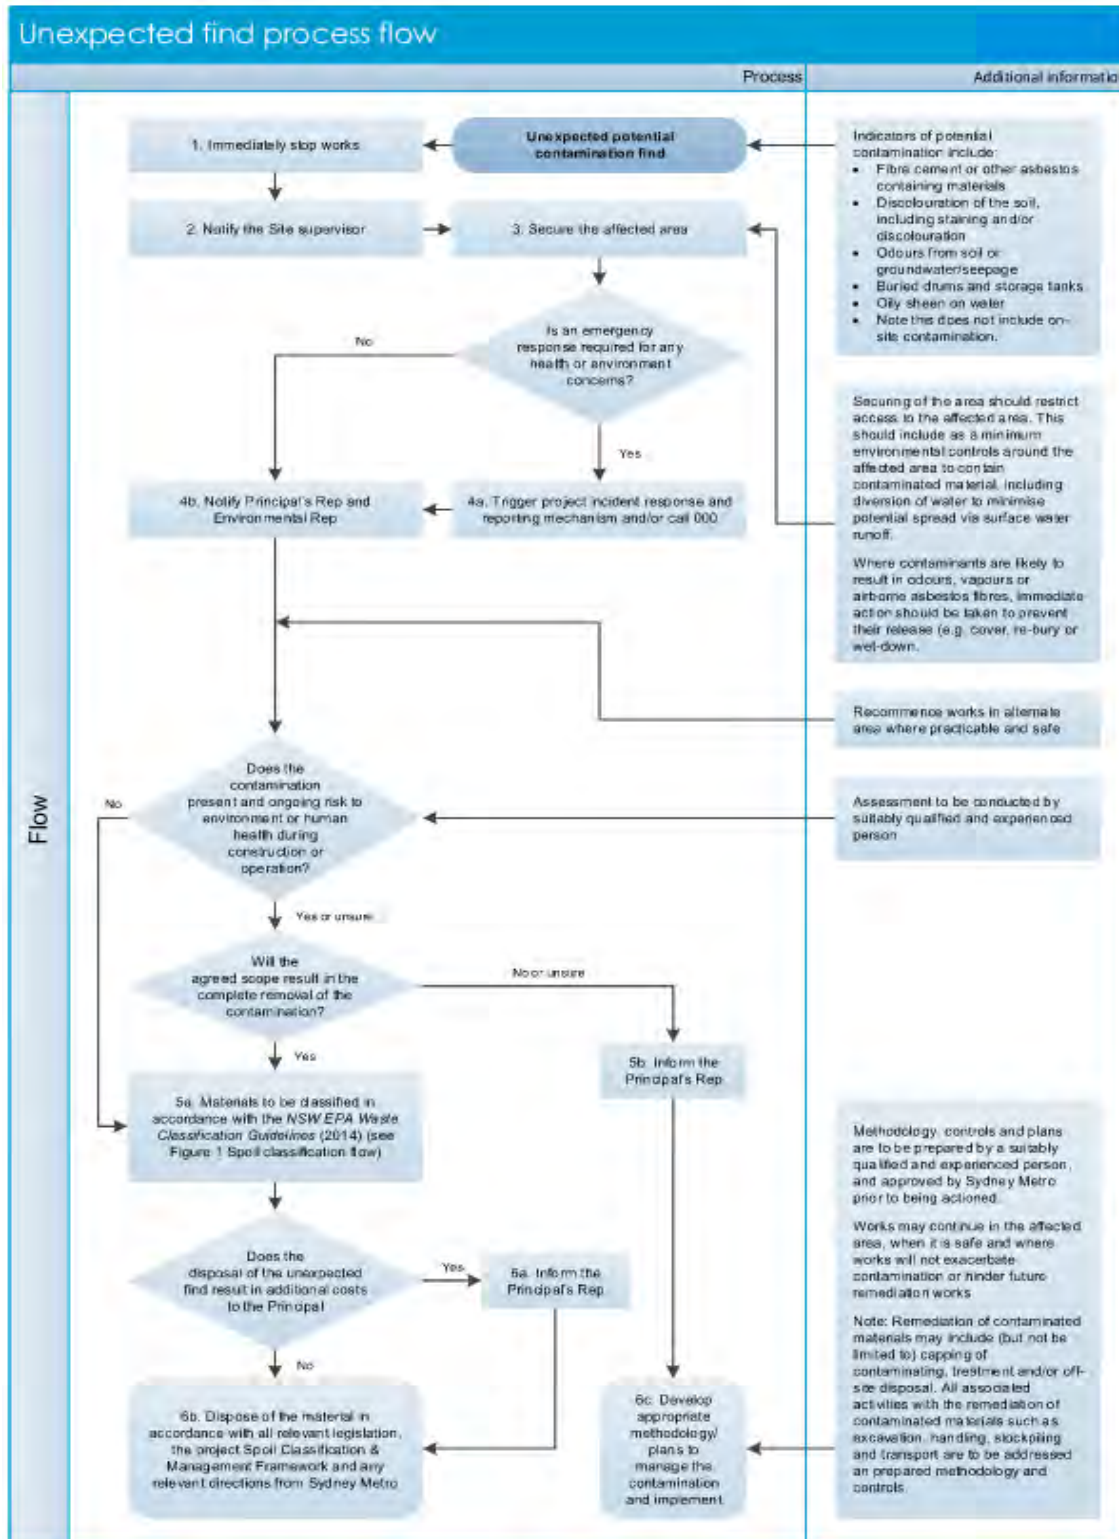 Unexpected find process flow
Process
Additional informatio
Flow
1. Immediately stop works
Unexpected potential
contamination find
2. Notify the Site supervisor
3. Secure the affected area
Is an emergency
response required for any
health or environment
concerns?
No
Yes
4b. Notify Principal's Rep and
Environmental Rep
4a. Trigger project incident response and
reporting mechanism and/or call 000
Does the
contamination
present and ongoing risk to
environment or human
health during
construction or
operation?
No
Yes or unsure
Will the
agreed scope result in the
complete removal of the
contamination?
No or unsure
Yes
5b. Inform the
Principal's Rep
5a. Materials to be classified in
accordance with the NSW EPA Waste
Classification Guidelines (2014) (see
Figure 1 Spoil classification flow)
Does the
disposal of the unexpected
find result in additional costs
to the Principal
Yes
6a. Inform the
Principal's Rep
No
6b. Dispose of the material in
accordance with all relevant legislation,
the project Spoil Classification &
Management Framework and any
relevant directions from Sydney Metro
6c. Develop
appropriate
methodology/
plans to
manage the
contamination
and implement
Indicators of potential
contamination include:
• Fibre cement or other asbestos
containing materials
• Discolouration of the soil,
including staining and/or
discolouration
• Odours from soil or
groundwater/seepage
• Buried drums and storage tanks
• Oily sheen on water
• Note this does not include on-
site contamination.
Securing of the area should restrict
access to the affected area. This
should include as a minimum
environmental controls around the
affected area to contain
contaminated material, including
diversion of water to minimise
potential spread via surface water
runoff.
Where contaminants are likely to
result in odours, vapours or
airborne asbestos fibres, immediate
action should be taken to prevent
their release (e.g. cover, re-bury or
wet-down.
Recommence works in alternate
area where practicable and safe
Assessment to be conducted by
suitably qualified and experienced
person
Methodology, controls and plans
are to be prepared by a suitably
qualified and experienced person,
and approved by Sydney Metro
prior to being actioned.
Works may continue in the affected
area, when it is safe and where
works will not exacerbate
contamination or hinder future
remediation works
Note: Remediation of contaminated
materials may include (but not be
limited to) capping of
contaminating, treatment and/or off-
site disposal. All associated
activities with the remediation of
contaminated materials such as
excavation, handling, stockpiling
and transport are to be addressed
an prepared methodology and
controls.